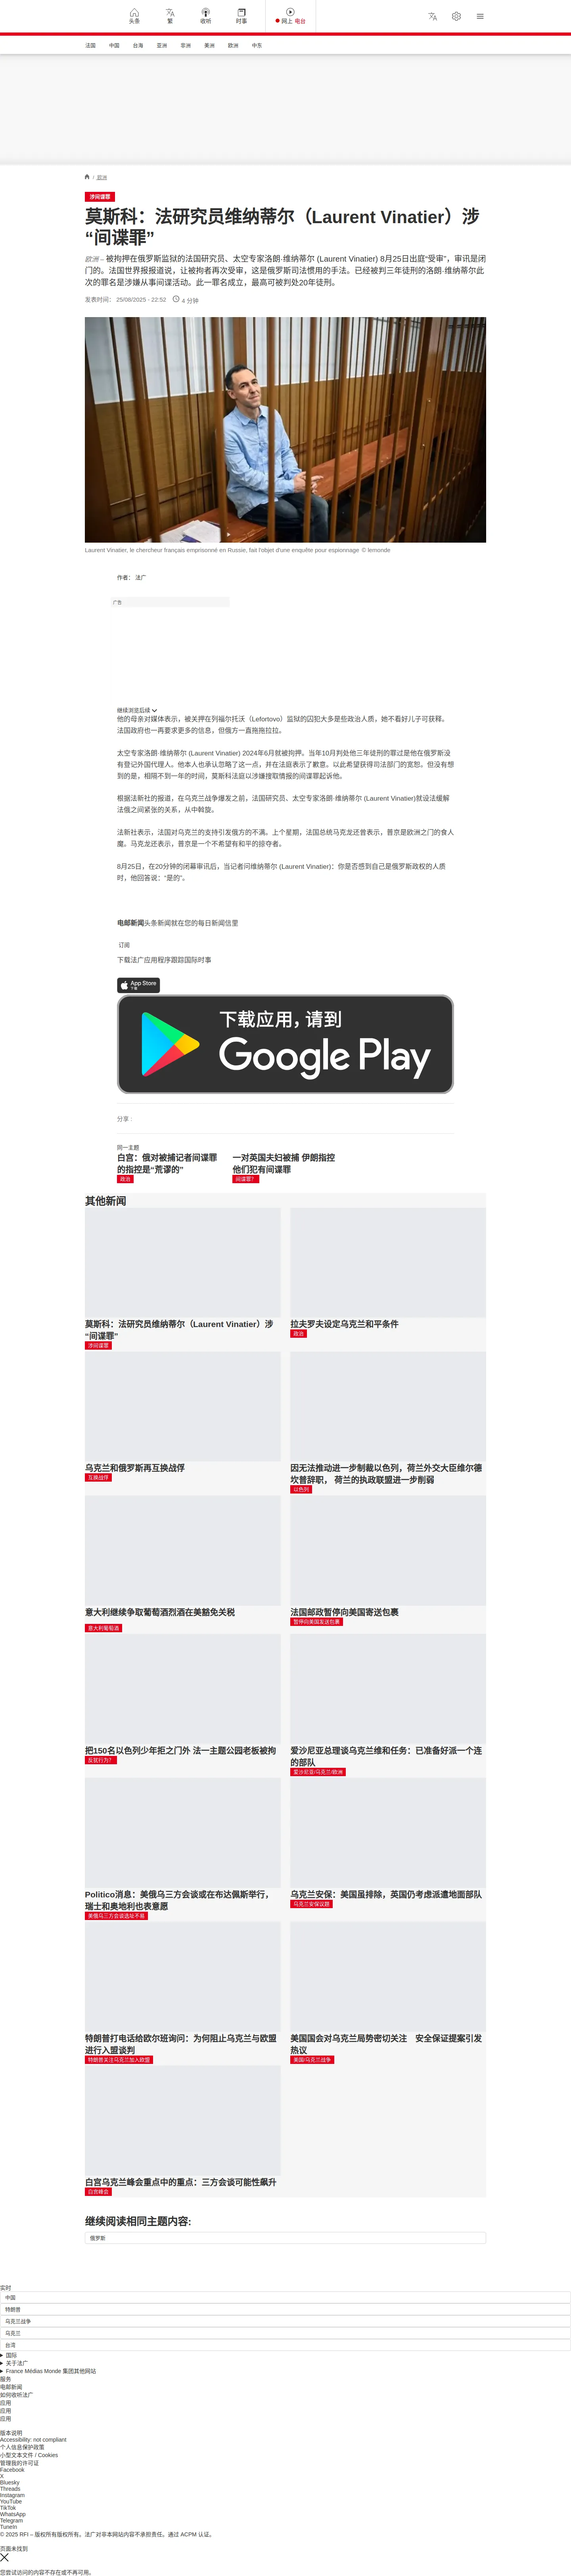 头条
繁
收听
时事
网上 电台
法国
中国
台海
亚洲
非洲
美洲
欧洲
中东
欧洲
涉间谍罪
莫斯科：法研究员维纳蒂尔（Laurent Vinatier）涉
“间谍罪”
欧洲 – 被拘押在俄罗斯监狱的法国研究员、太空专家洛朗·维纳蒂尔 (Laurent Vinatier) 8月25日出庭“受审”，审讯是闭
门的。法国世界报报道说，让被拘者再次受审，这是俄罗斯司法惯用的手法。已经被判三年徒刑的洛朗·维纳蒂尔此
次的罪名是涉嫌从事间谍活动。此一罪名成立，最高可被判处20年徒刑。
发表时间： 25/08/2025 - 22:52
4 分钟
Laurent Vinatier, le chercheur français emprisonné en Russie, fait l'objet d'une enquête pour espionnage © lemonde
作者： 法广
广告
继续浏览后续
他的母亲对媒体表示，被关押在列福尔托沃（Lefortovo）监狱的囚犯大多是些政治人质，她不看好儿子可获释。
法国政府也一再要求更多的信息，但俄方一直拖拖拉拉。
太空专家洛朗·维纳蒂尔 (Laurent Vinatier) 2024年6月就被拘押。当年10月判处他三年徒刑的罪过是他在俄罗斯没
有登记外国代理人。他本人也承认忽略了这一点，并在法庭表示了歉意。以此希望获得司法部门的宽恕。但没有想
到的是，相隔不到一年的时间，莫斯科法庭以涉嫌搜取情报的间谍罪起诉他。
根据法新社的报道，在乌克兰战争爆发之前，法国研究员、太空专家洛朗·维纳蒂尔 (Laurent Vinatier)就设法缓解
法俄之间紧张的关系，从中斡旋。
法新社表示，法国对乌克兰的支持引发俄方的不满。上个星期，法国总统马克龙还曾表示，普京是欧洲之门的食人
魔。马克龙还表示，普京是一个不希望有和平的掠夺者。
8月25日，在20分钟的闭幕审讯后，当记者问维纳蒂尔 (Laurent Vinatier)：你是否感到自己是俄罗斯政权的人质
时，他回答说：“是的”。
电邮新闻头条新闻就在您的每日新闻信里
订阅
下载法广应用程序跟踪国际时事
App Store
下载
下载应用，请到
Google Play
分享 :
同一主题
白宫：俄对被捕记者间谍罪
的指控是“荒谬的”
政治
一对英国夫妇被捕 伊朗指控
他们犯有间谍罪
间谍罪?
其他新闻
莫斯科：法研究员维纳蒂尔（Laurent Vinatier）涉
“间谍罪”
涉间谍罪
拉夫罗夫设定乌克兰和平条件
政治
乌克兰和俄罗斯再互换战俘
互换战俘
因无法推动进一步制裁以色列，荷兰外交大臣维尔德
坎普辞职， 荷兰的执政联盟进一步削弱
以色列
意大利继续争取葡萄酒烈酒在美豁免关税
意大利葡萄酒
法国邮政暂停向美国寄送包裹
暂停向美国发送包裹
把150名以色列少年拒之门外 法一主题公园老板被拘
反犹行为?
爱沙尼亚总理谈乌克兰维和任务：已准备好派一个连
的部队
爱沙尼亚/乌克兰/欧洲
Politico消息：美俄乌三方会谈或在布达佩斯举行，
瑞士和奥地利也表意愿
美俄乌三方会谈选址不易
乌克兰安保：美国虽排除，英国仍考虑派遣地面部队
乌克兰安保议题
特朗普打电话给欧尔班询问：为何阻止乌克兰与欧盟
进行入盟谈判
特朗普关注乌克兰加入欧盟
美国国会对乌克兰局势密切关注 安全保证提案引发
热议
美国/乌克兰战争
白宫乌克兰峰会重点中的重点：三方会谈可能性飙升
白宫峰会
继续阅读相同主题内容:
俄罗斯
实时
中国
特朗普
乌克兰战争
乌克兰
台湾
国际
关于法广
France Médias Monde 集团其他网站
服务
电邮新闻
如何收听法广
应用
应用
应用
版本说明
Accessibility: not compliant
个人信息保护政策
小型文本文件 / Cookies
管理我的许可证
Facebook
X
Bluesky
Threads
Instagram
YouTube
TikTok
WhatsApp
Telegram
TuneIn
© 2025 RFI – 版权所有版权所有。法广对非本网站内容不承担责任。通过 ACPM 认证。
页面未找到
您尝试访问的内容不存在或不再可用。